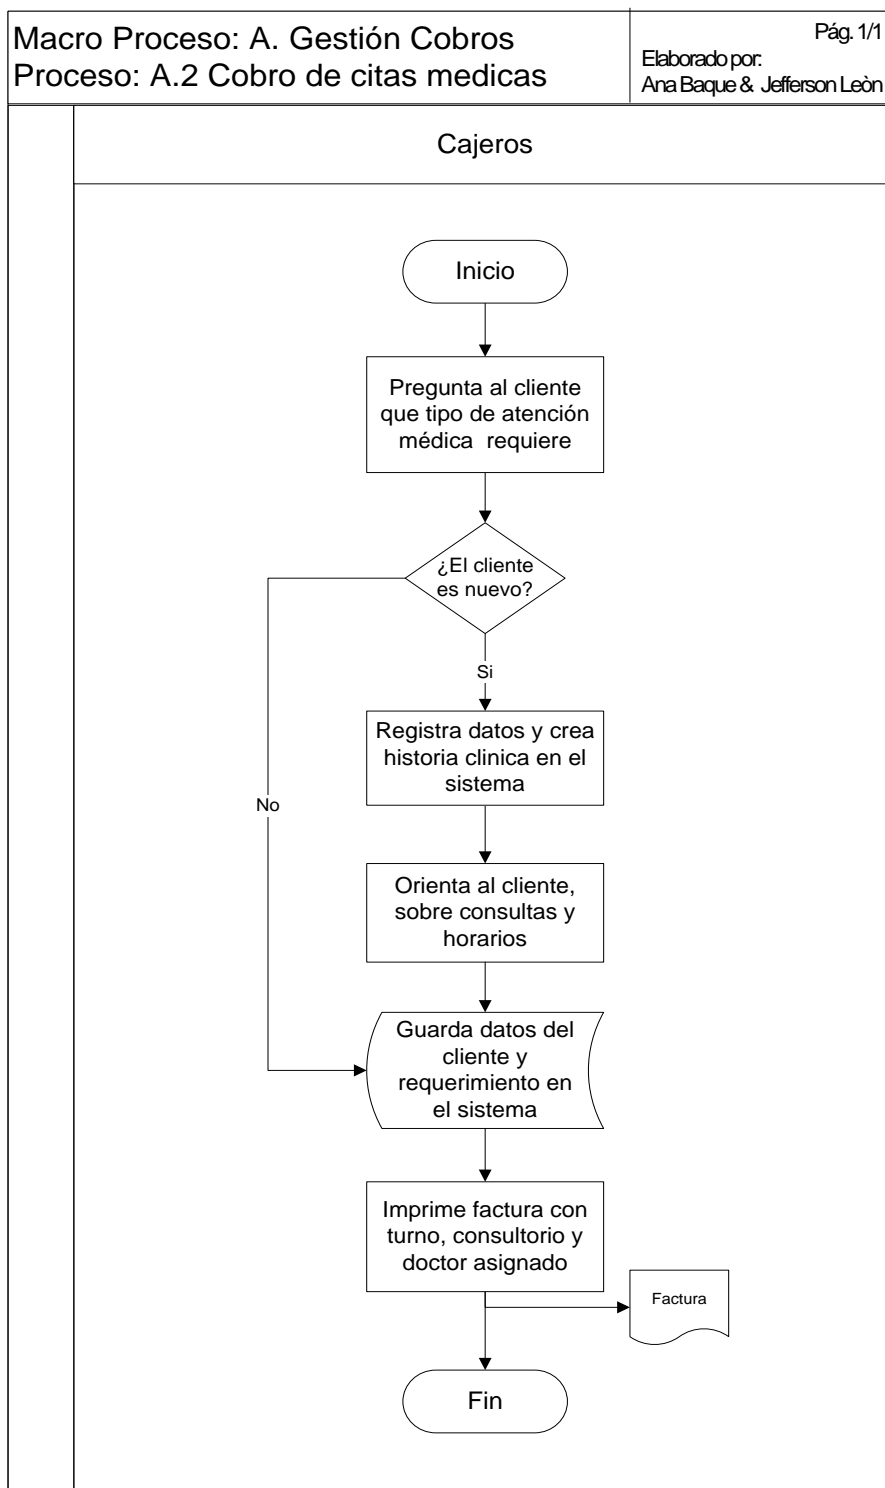 Macro Proceso: A. Gestión Cobros
Proceso: A.2 Cobro de citas medicas
Pág. 1/1
Elaborado por:
Ana Baque & Jefferson Leòn
Cajeros
Inicio
Pregunta al cliente
que tipo de atención
médica requiere
¿El cliente
es nuevo?
Si
Registra datos y crea
historia clinica en el
sistema
No
Orienta al cliente,
sobre consultas y
horarios
Guarda datos del
cliente y
requerimiento en
el sistema
Imprime factura con
turno, consultorio y
doctor asignado
Factura
Fin